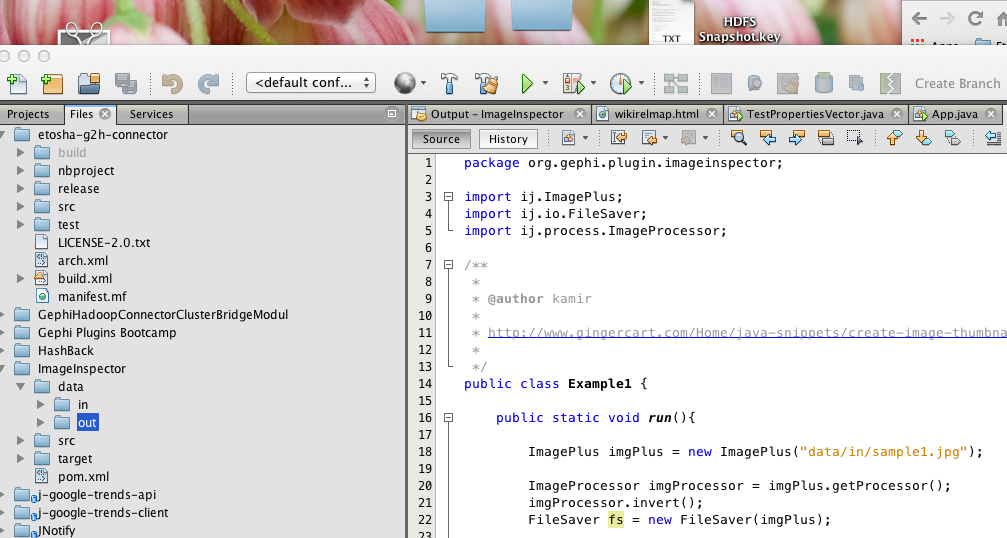 HDFS
TXT
Snapshot.key
<default conf...
Create Branch
Projects
Files
Services
Output – ImageInspector
wikirelmap.html
TestPropertiesVector.java
App.java
Source
History
etosha-g2h-connector
build
nbproject
release
src
test
LICENSE-2.0.txt
arch.xml
build.xml
manifest.mf
GephiHadoopConnectorClusterBridgeModul
Gephi Plugins Bootcamp
HashBack
ImageInspector
data
in
out
src
target
pom.xml
j-google-trends-api
j-google-trends-client
JNotify
1 package org.gephi.plugin.imageinspector;
2
3 import ij.ImagePlus;
4 import ij.io.FileSaver;
5 import ij.process.ImageProcessor;
6
7 /**
8 *
9 * @author kamir
10 *
11 * http://www.gingercart.com/Home/java-snippets/create-image-thumbna
12 *
13 */
14 public class Example1 {
15
16 public static void run(){
17
18 ImagePlus imgPlus = new ImagePlus("data/in/sample1.jpg");
19
20 ImageProcessor imgProcessor = imgPlus.getProcessor();
21 imgProcessor.invert();
22 FileSaver fs = new FileSaver(imgPlus);
23